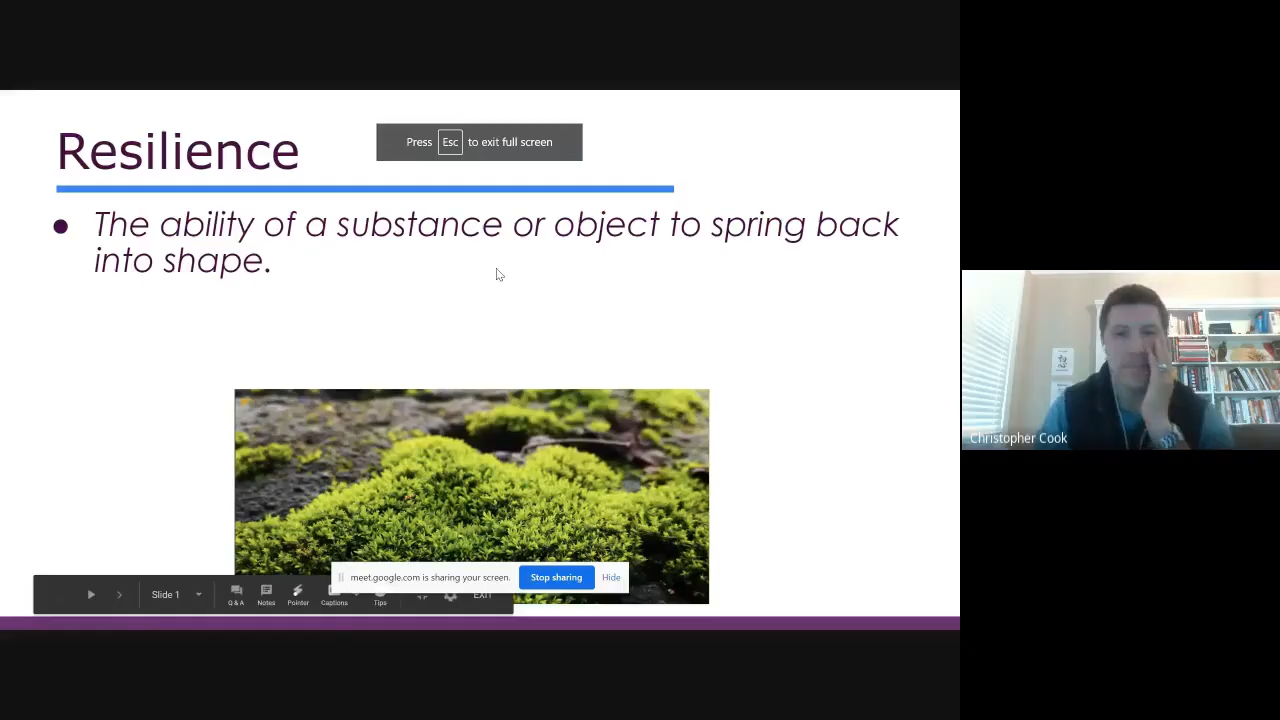 Resilience
Press Esc to exit full screen
● The ability of a substance or object to spring back
into shape.
Christopher Cook
meet.google.com is sharing your screen. Stop sharing Hide
Slide 1 Q & A Notes Pointer Captions Tips EXIT